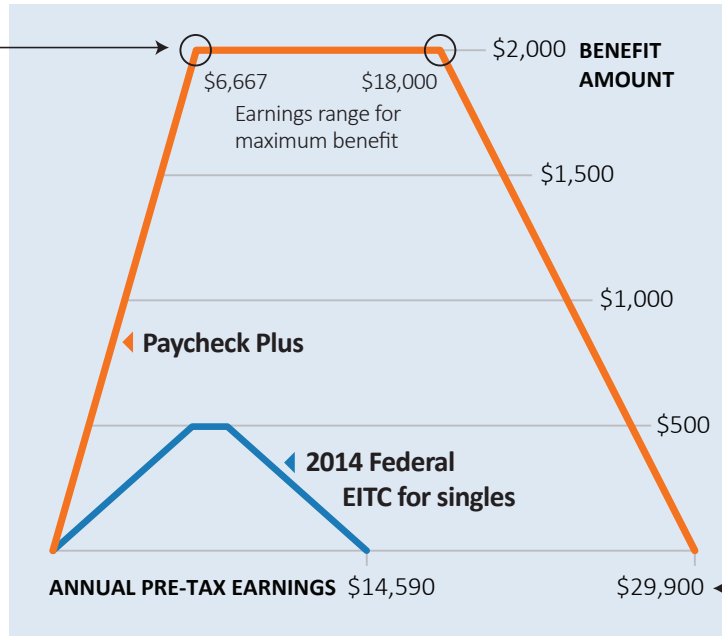 $2,000 BENEFIT
AMOUNT
$6,667 $18,000
Earnings range for
maximum benefit
$1,500
$1,000
Paycheck Plus
$500
2014 Federal
EITC for singles
ANNUAL PRE-TAX EARNINGS $14,590 $29,900